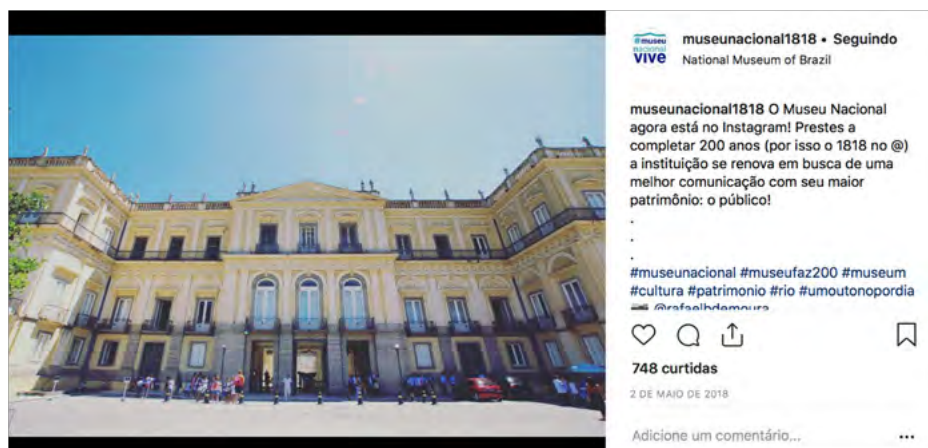 #museu
nacional
vive
museunacional1818 • Seguindo
National Museum of Brazil
museunacional1818 O Museu Nacional
agora está no Instagram! Prestes a
completar 200 anos (por isso o 1818 no @)
a instituição se renova em busca de uma
melhor comunicação com seu maior
patrimônio: o público!
.
.
.
#museunacional #museufaz200 #museum
#cultura #patrimonio #rio #umoutonopordia
@rafaelbdemoura
748 curtidas
2 DE MAIO DE 2018
Adicione um comentário...